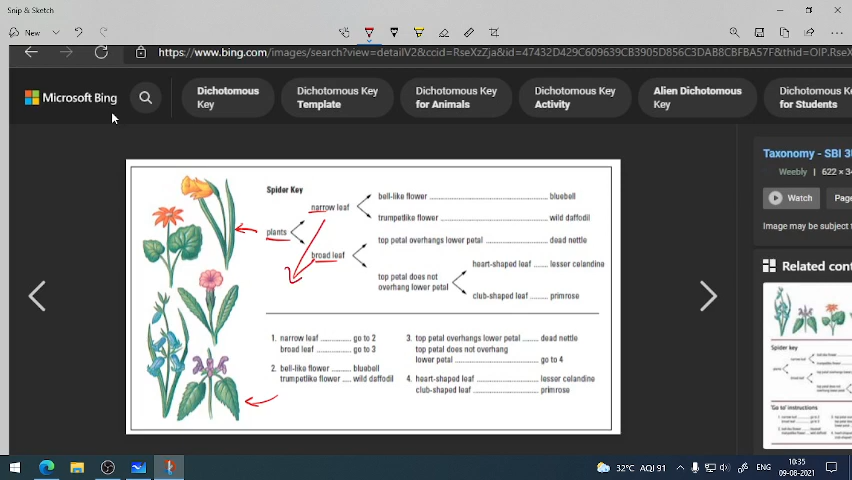 Snip & Sketch
New
https://www.bing.com/images/search?view=detailV2&ccid=RseXzZja&id=47432D429C609639CB3905D856C3DAB8CBFBA57F&thid=OIP.RseX
Microsoft Bing
Dichotomous Key
Dichotomous Key Template
Dichotomous Key for Animals
Dichotomous Key Activity
Alien Dichotomous Key
Dichotomous K
for Students
Taxonomy - SBI 3U
Weebly | 622 × 34
Watch
Page
Image may be subject t
Related cont
Spider Key
narrow leaf
bell-like flower ........ bluebell
trumpetlike flower ........ wild daffodil
plants
broad leaf
top petal overhangs lower petal ........ dead nettle
top petal does not
overhang lower petal
heart-shaped leaf ...... lesser celandine
club-shaped leaf ...... primrose
1. narrow leaf ........ go to 2
broad leaf ........ go to 3
2. bell-like flower ........ bluebell
trumpetlike flower .... wild daffodil
3. top petal overhangs lower petal ...... dead nettle
top petal does not overhang
lower petal ........ go to 4
4. heart-shaped leaf ........ lesser celandine
club-shaped leaf ........ primrose
Spider key
'Go to' Instructions
32°C AQI 91
ENG
10:35
09-08-2021